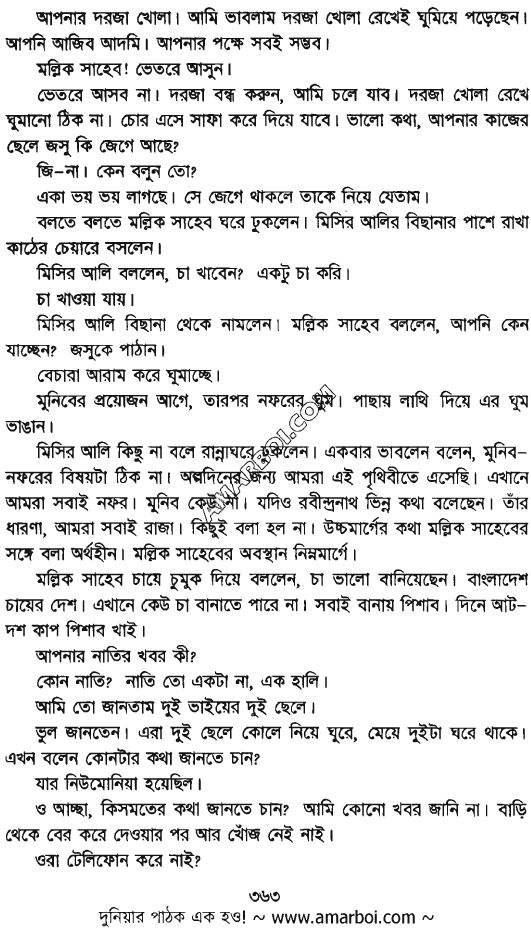 আপনার দরজা খোলা। আমি ভাবলাম দরজা খোলা রেখেই ঘুমিয়ে পড়েছেন।
আপনি আজিব আদমি। আপনার পক্ষে সবই সম্ভব।
মল্লিক সাহেব! ভেতরে আসুন।
ভেতরে আসব না। দরজা বন্ধ করুন, আমি চলে যাব। দরজা খোলা রেখে
ঘুমানো ঠিক না। চোর এসে সাফা করে দিয়ে যাবে। ভালো কথা, আপনার কাজের
ছেলে জসু কি জেগে আছে?
জি-না। কেন বলুন তো?
একা ভয় ভয় লাগছে। সে জেগে থাকলে তাকে নিয়ে যেতাম।
বলতে বলতে মল্লিক সাহেব ঘরে ঢুকলেন। মিসির আলির বিছানার পাশে রাখা
কাঠের চেয়ারে বসলেন।
মিসির আলি বললেন, চা খাবেন? একটু চা করি।
চা খাওয়া যায়।
মিসির আলি বিছানা থেকে নামলেন। মল্লিক সাহেব বললেন, আপনি কেন
যাচ্ছেন? জসুকে পাঠান।
বেচারা আরাম করে ঘুমাচ্ছে।
মুনিবের প্রয়োজন আগে, তারপর নফরের ঘুম। পাছায় লাথি দিয়ে এর ঘুম
ভাঙান।
মিসির আলি কিছু না বলে রান্নাঘরে ঢুকলেন। একবার ভাবলেন বলেন, মুনিব-
নফরের বিষয়টা ঠিক না। অল্পদিনের জন্য আমরা এই পৃথিবীতে এসেছি। এখানে
আমরা সবাই নফর। মুনিব কেউ না। যদিও রবীন্দ্রনাথ ভিন্ন কথা বলেছেন। তাঁর
ধারণা, আমরা সবাই রাজা। কিছুই বলা হল না। উচ্চমার্গের কথা মল্লিক সাহেবের
সঙ্গে বলা অর্থহীন। মল্লিক সাহেবের অবস্থান নিম্নমার্গে।
মল্লিক সাহেব চায়ে চুমুক দিয়ে বললেন, চা ভালো বানিয়েছেন। বাংলাদেশ
চায়ের দেশ। এখানে কেউ চা বানাতে পারে না। সবাই বানায় পিশাব। দিনে আট-
দশ কাপ পিশাব খাই।
আপনার নাতির খবর কী?
কোন নাতি? নাতি তো একটা না, এক হালি।
আমি তো জানতাম দুই ভাইয়ের দুই ছেলে।
ভুল জানতেন। এরা দুই ছেলে কোলে নিয়ে ঘুরে, মেয়ে দুইটা ঘরে থাকে।
এখন বলেন কোনটার কথা জানতে চান?
যার নিউমোনিয়া হয়েছিল।
ও আচ্ছা, কিসমতের কথা জানতে চান? আমি কোনো খবর জানি না। বাড়ি
থেকে বের করে দেওয়ার পর আর খোঁজ নেই নাই।
ওরা টেলিফোন করে নাই?
AMARBOI.COM
৩৬৩
দুনিয়ার পাঠক এক হও! ~ www.amarboi.com ~